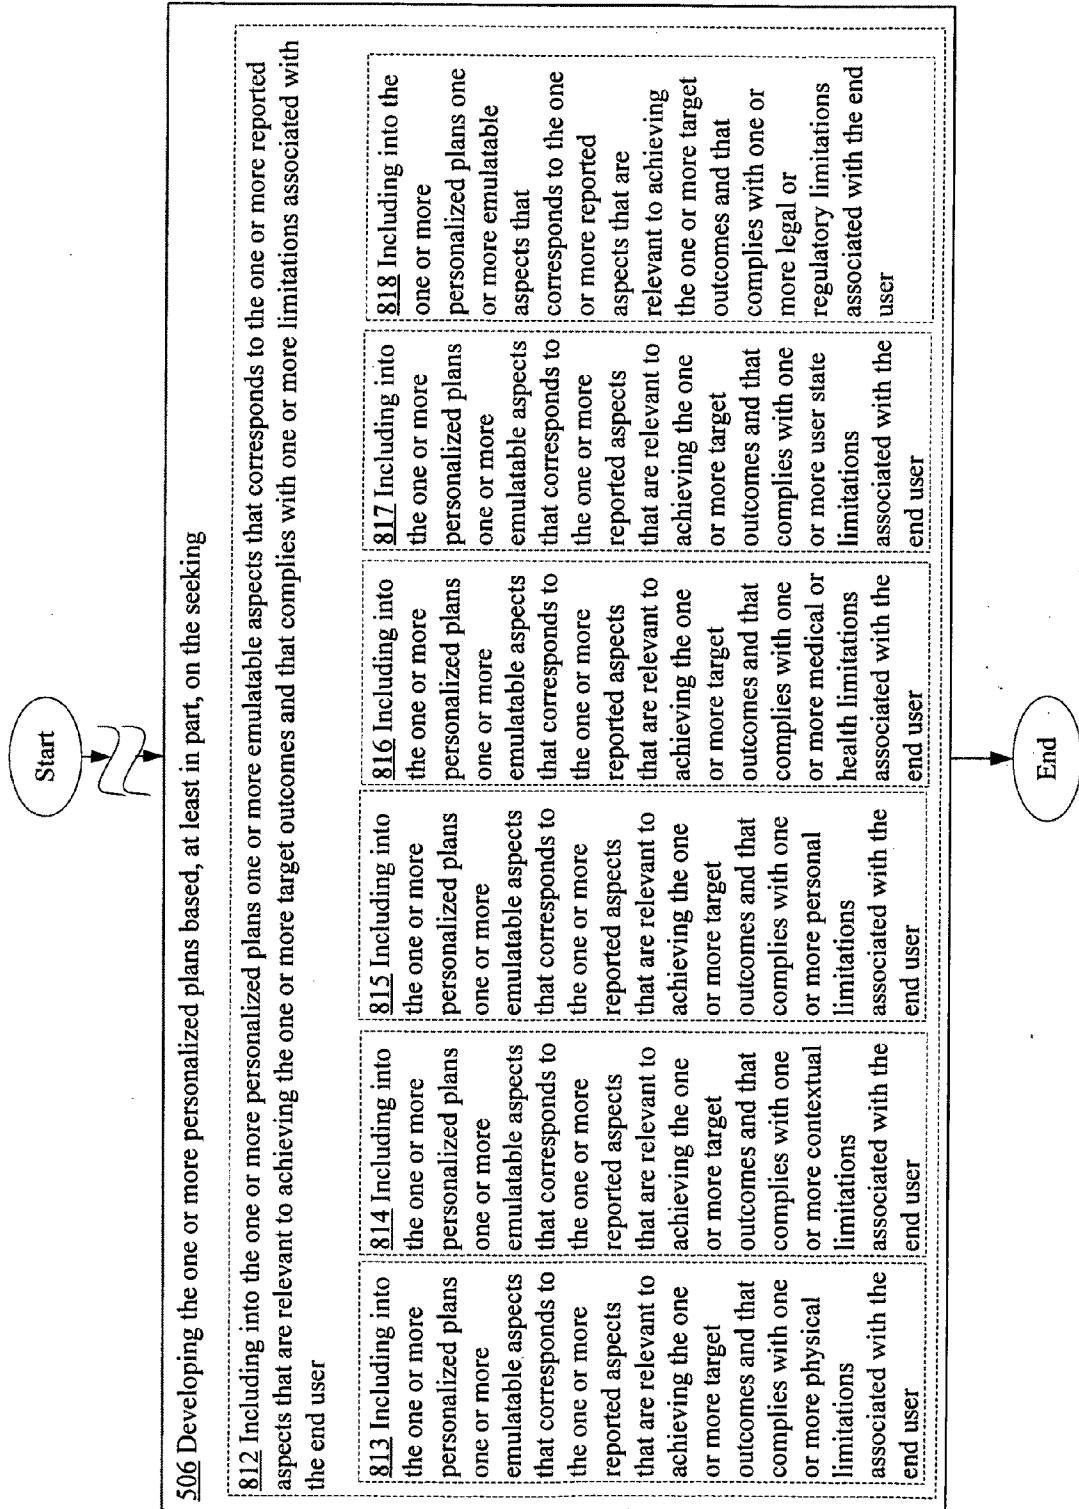 Start
506 Developing the one or more personalized plans based, at least in part, on the seeking
812 Including into the one or more personalized plans one or more emulatable aspects that corresponds to the one or more reported
aspects that are relevant to achieving the one or more target outcomes and that complies with one or more limitations associated with
the end user
813 Including into
the one or more
personalized plans
one or more
emulatable aspects
that corresponds to
the one or more
reported aspects
that are relevant to
achieving the one
or more target
outcomes and that
complies with one
or more physical
limitations
associated with the
end user
814 Including into
the one or more
personalized plans
one or more
emulatable aspects
that corresponds to
the one or more
reported aspects
that are relevant to
achieving the one
or more target
outcomes and that
complies with one
or more contextual
limitations
associated with the
end user
815 Including into
the one or more
personalized plans
one or more
emulatable aspects
that corresponds to
the one or more
reported aspects
that are relevant to
achieving the one
or more target
outcomes and that
complies with one
or more personal
limitations
associated with the
end user
816 Including into
the one or more
personalized plans
one or more
emulatable aspects
that corresponds to
the one or more
reported aspects
that are relevant to
achieving the one
or more target
outcomes and that
complies with one
or more medical or
health limitations
associated with the
end user
817 Including into
the one or more
personalized plans
one or more
emulatable aspects
that corresponds to
the one or more
reported aspects
that are relevant to
achieving the one
or more target
outcomes and that
complies with one
or more user state
limitations
associated with the
end user
818 Including into the
one or more
personalized plans one
or more emulatable
aspects that
corresponds to the one
or more reported
aspects that are
relevant to achieving
the one or more target
outcomes and that
complies with one or
more legal or
regulatory limitations
associated with the end
user
End